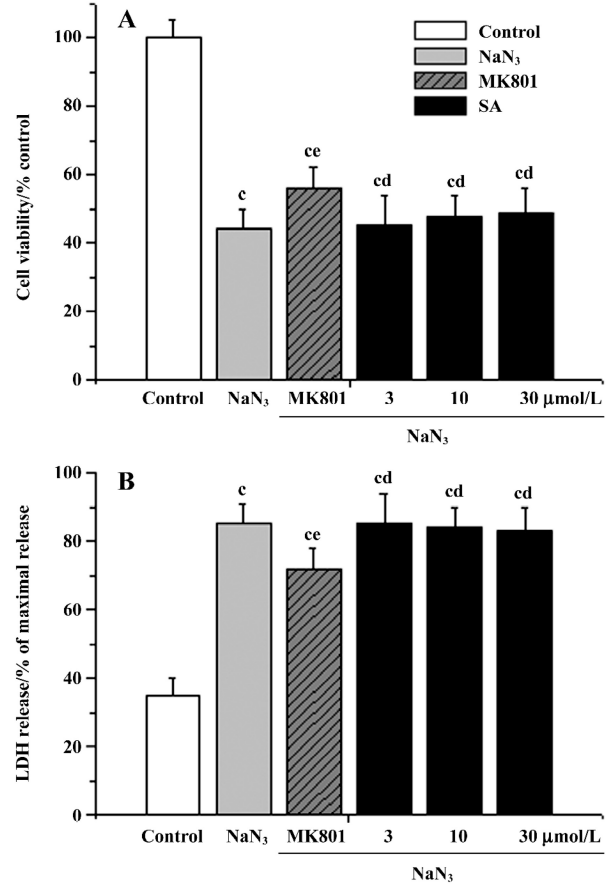 A
Control
NaN₃
MK801
SA
Cell viability/% control
100
80
60
40
20
0
c
ce
cd
cd
cd
Control NaN₃ MK801 3 10 30 μmol/L
NaN₃
B
LDH release/% of maximal release
100
80
60
40
20
0
c
ce
cd
cd
cd
Control NaN₃ MK801 3 10 30 μmol/L
NaN₃